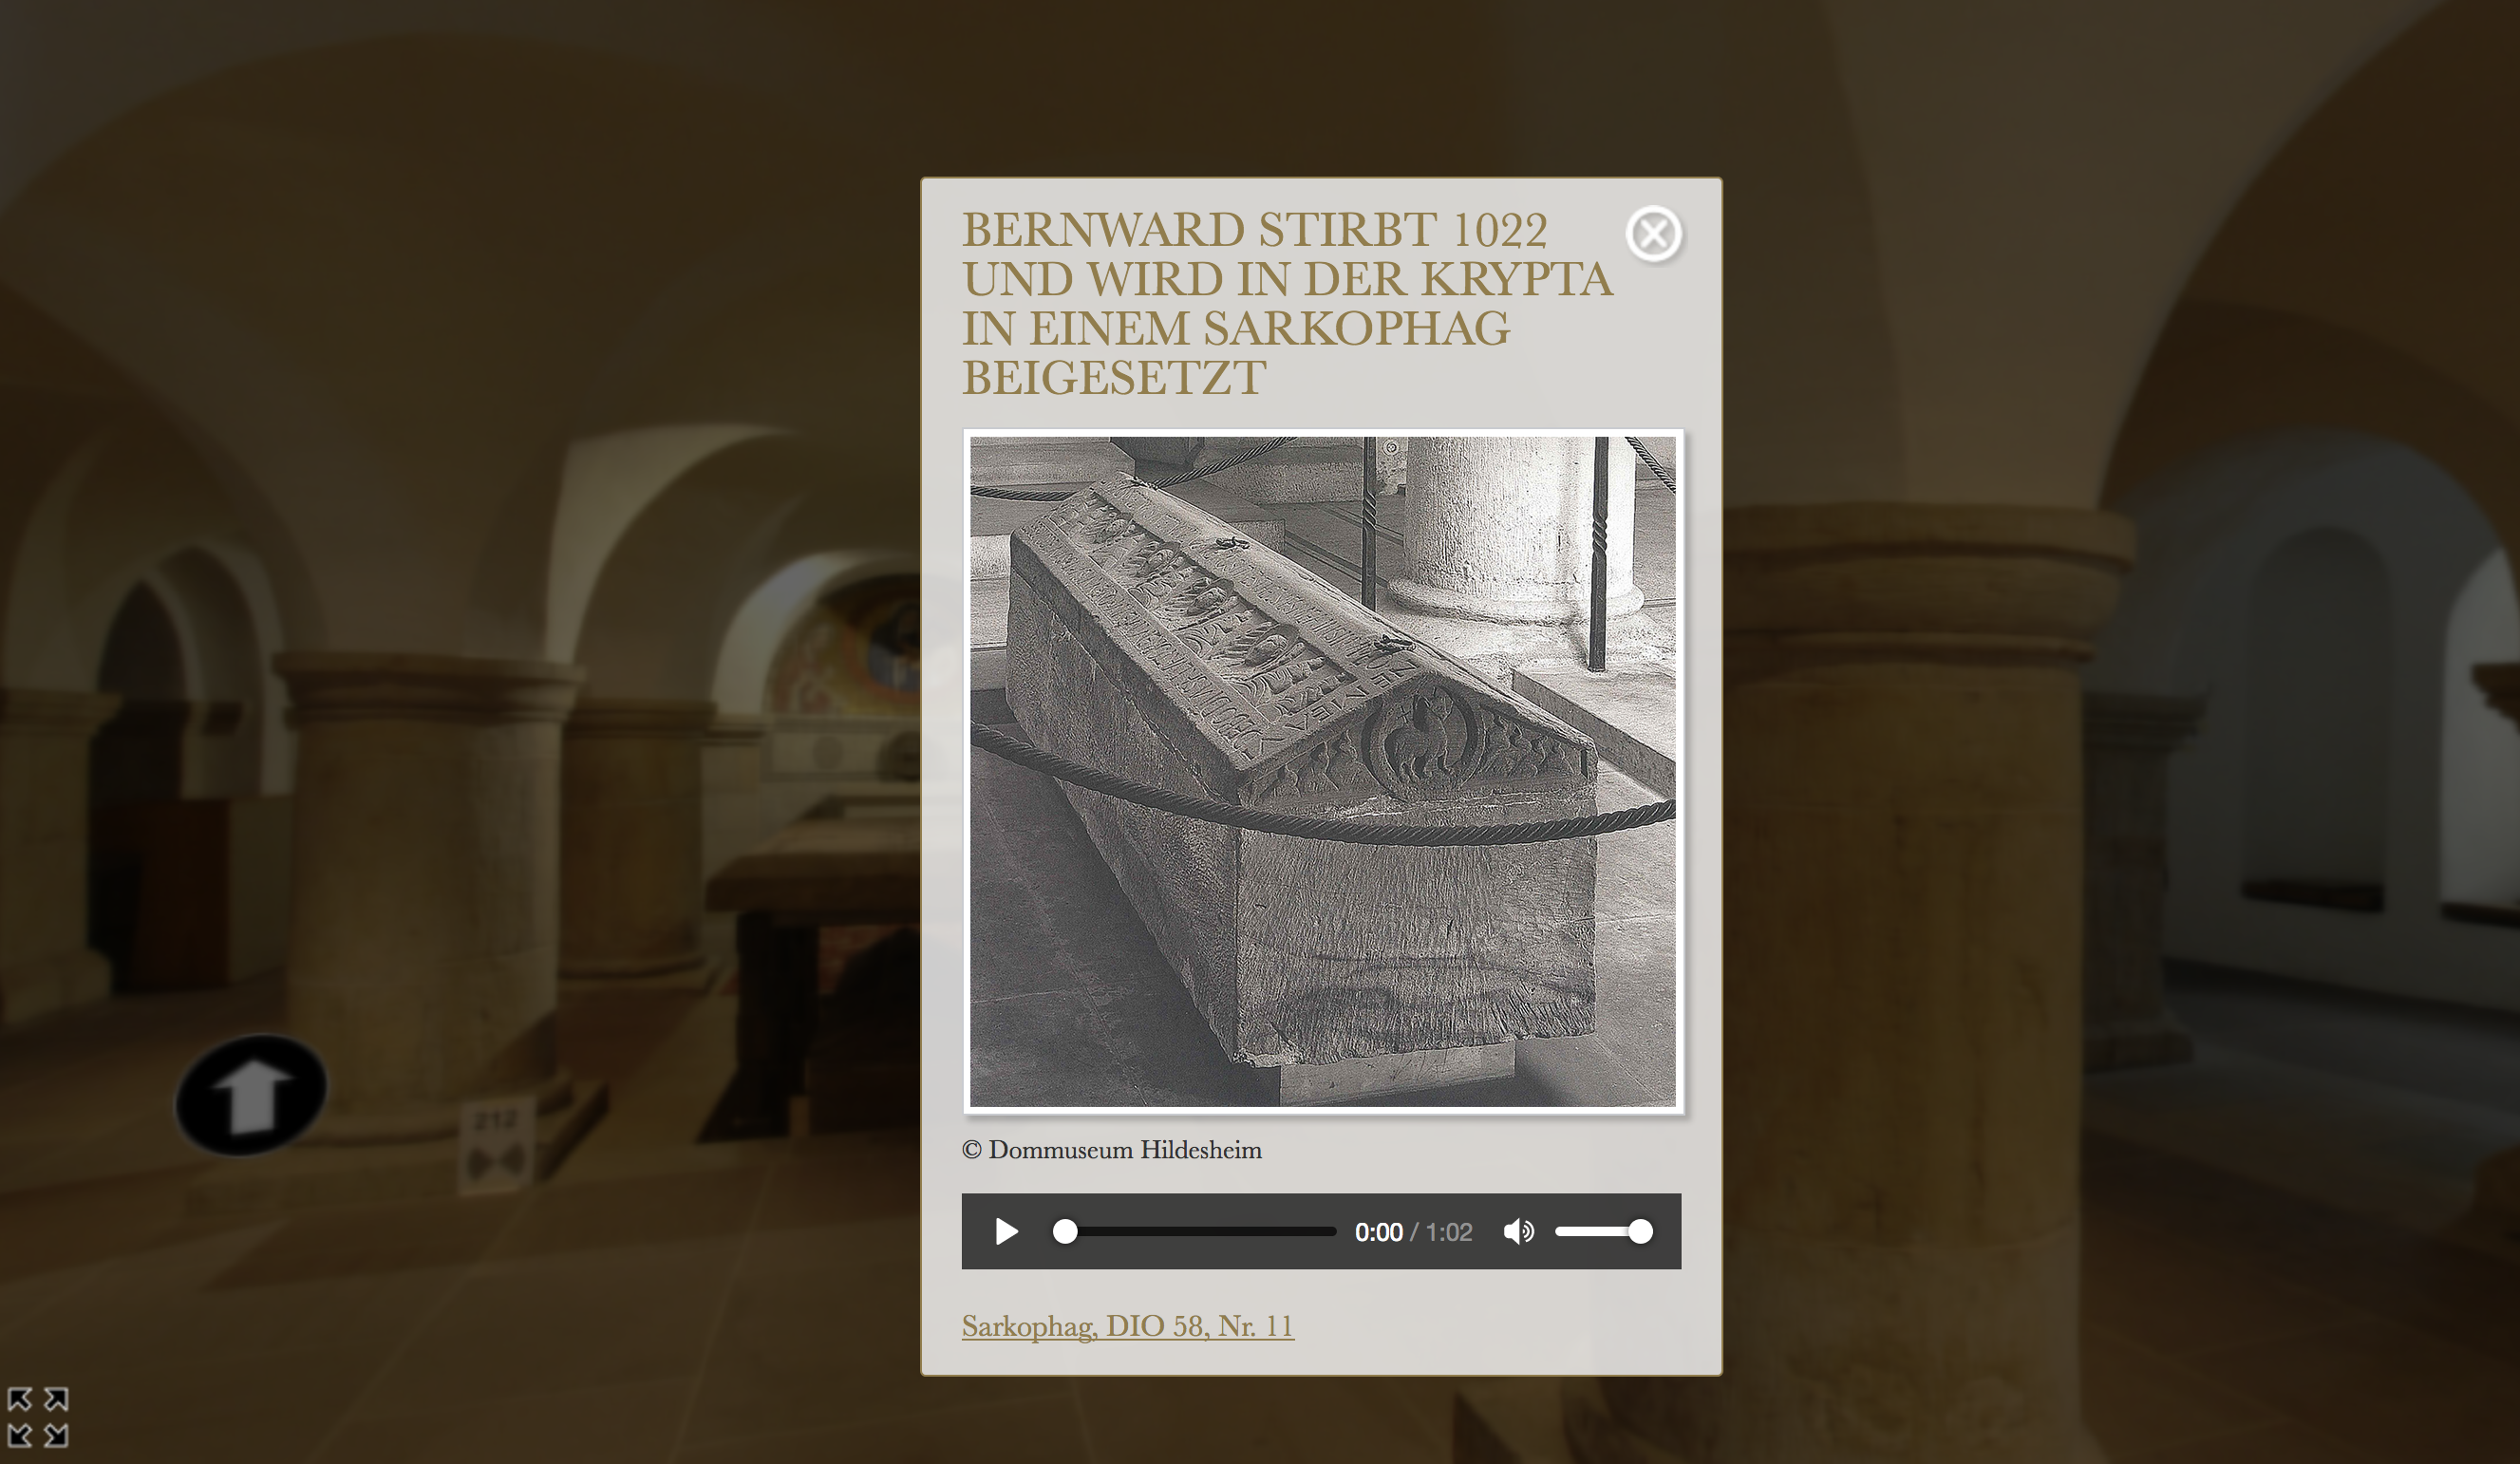 BERNWARD STIRBT 1022
UND WIRD IN DER KRYPTA
IN EINEM SARKOPHAG
BEIGESETZT
© Dommuseum Hildesheim
0:00 / 1:02
Sarkophag, DIO 58, Nr. 11
212